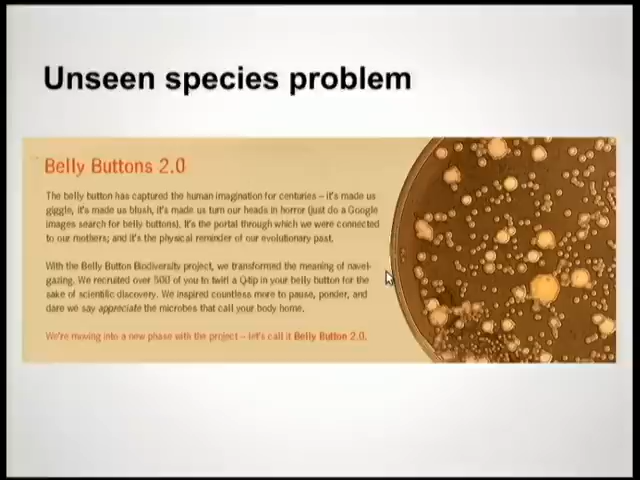 Unseen species problem
Belly Buttons 2.0
The belly button has captured the human imagination for centuries – it's made us
giggle, it's made us blush, it's made us turn our heads in horror (just do a Google
images search for belly buttons). It's the portal through which we were connected
to our mothers; and it's the physical reminder of our evolutionary past.
With the Belly Button Biodiversity project, we transformed the meaning of navel-
gazing. We recruited over 500 of you to twirl a Q-tip in your belly button for the
sake of scientific discovery. We inspired countless more to pause, ponder, and
dare we say appreciate the microbes that call your body home.
We're moving into a new phase with the project – let's call it Belly Button 2.0.